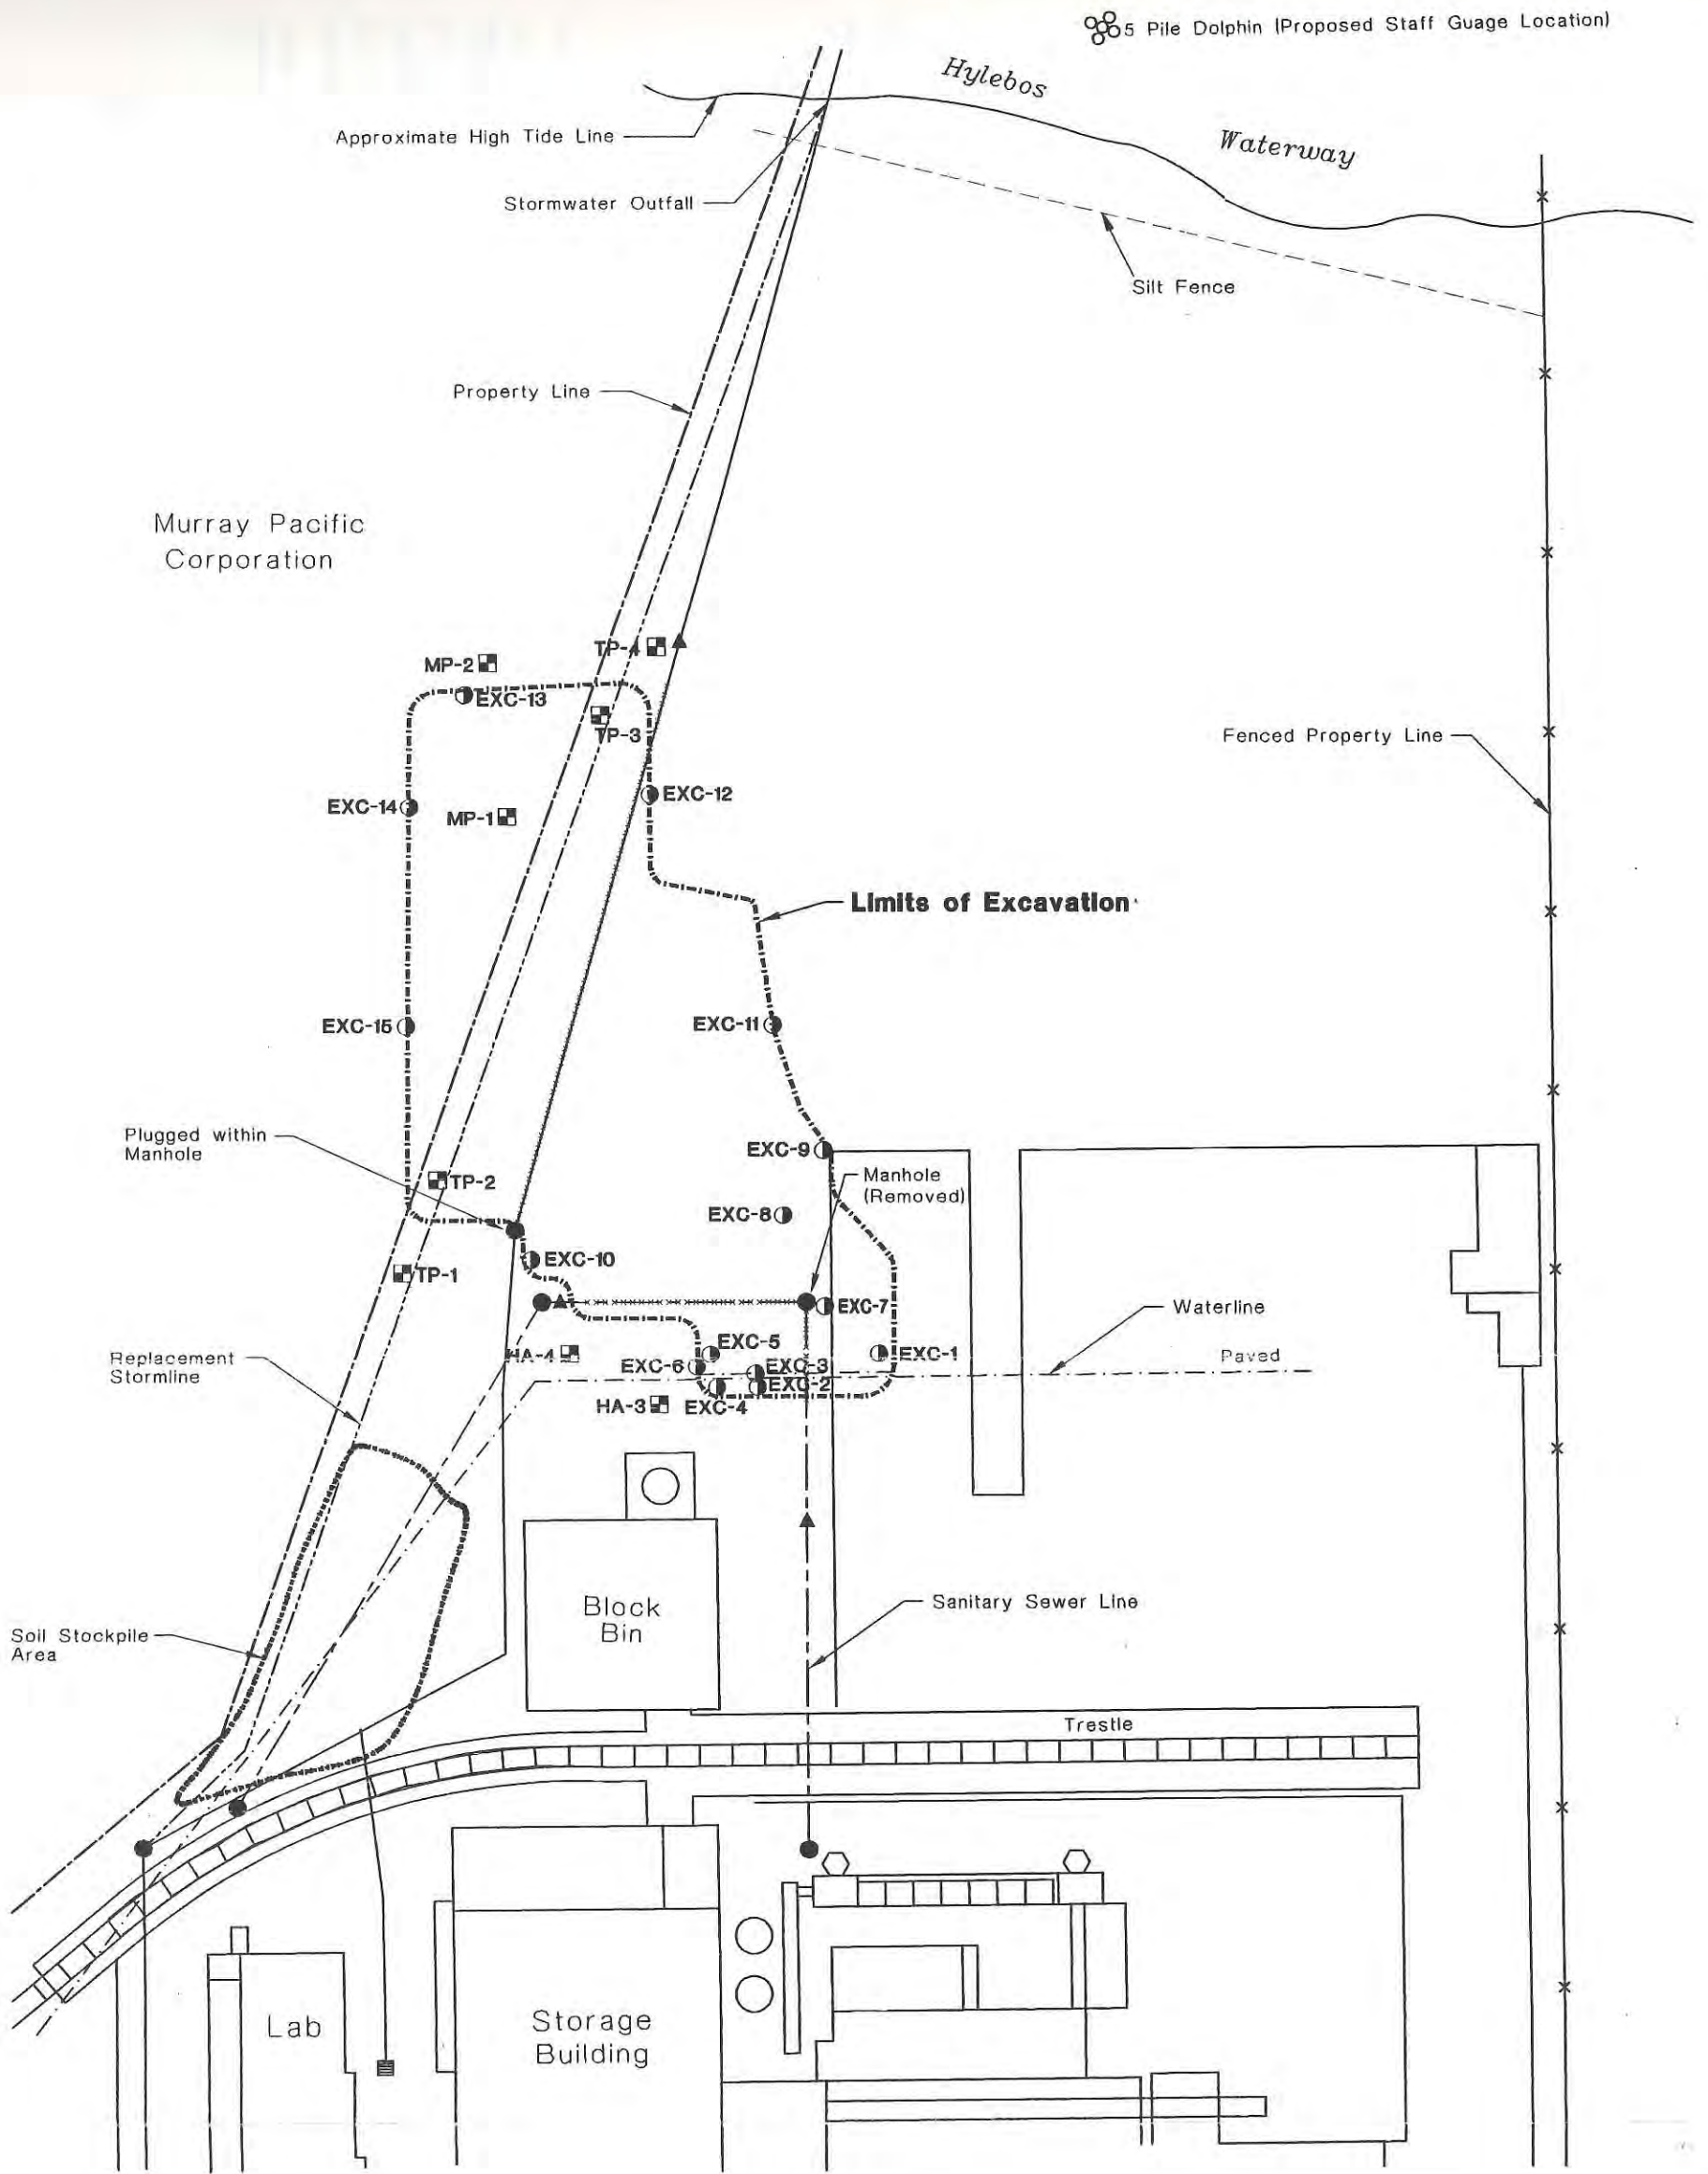 5 Pile Dolphin (Proposed Staff Guage Location)
Hylebos
Waterway
Approximate High Tide Line
Stormwater Outfall
Silt Fence
Property Line
Murray Pacific
Corporation
TP-4
MP-2
EXC-13
TP-3
Fenced Property Line
EXC-12
EXC-14
MP-1
Limits of Excavation
EXC-15
EXC-11
Plugged within
Manhole
EXC-9
Manhole
(Removed)
TP-2
EXC-8
EXC-10
TP-1
EXC-7
Waterline
EXC-5
HA-4
EXC-6
EXC-3
EXC-1
Paved
EXC-2
HA-3
EXC-4
Replacement
Stormline
Block
Bin
Sanitary Sewer Line
Soil Stockpile
Area
Trestle
Lab
Storage
Building